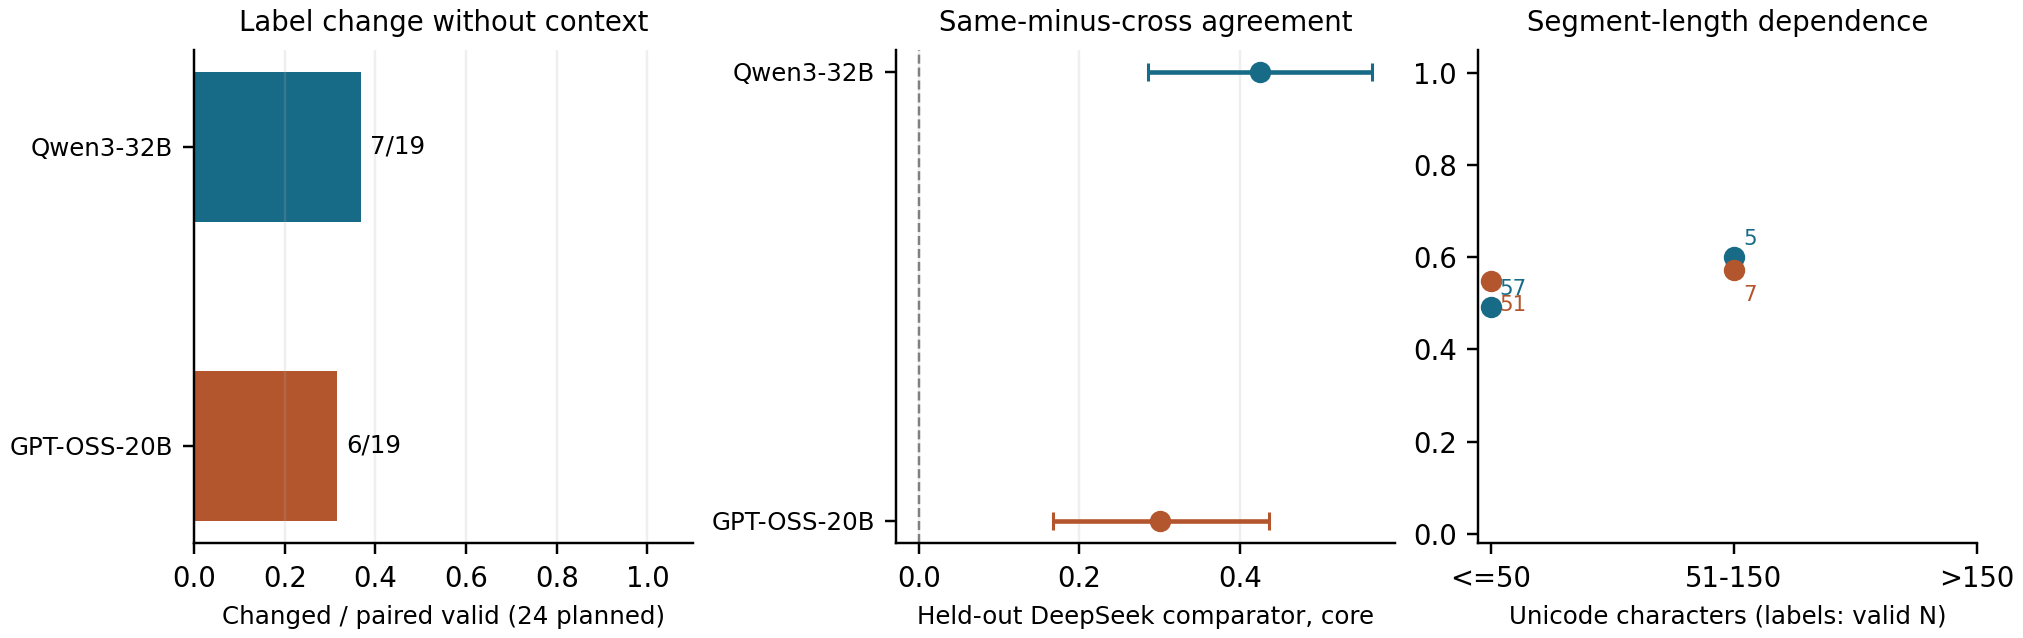 Label change without context
Qwen3-32B
7/19
GPT-OSS-20B
6/19
0.0 0.2 0.4 0.6 0.8 1.0
Changed / paired valid (24 planned)
Same-minus-cross agreement
Qwen3-32B
GPT-OSS-20B
0.0 0.2 0.4
Held-out DeepSeek comparator, core
Segment-length dependence
1.0
0.8
0.6
0.4
0.2
0.0
5
57
51
7
<=50 51-150 >150
Unicode characters (labels: valid N)